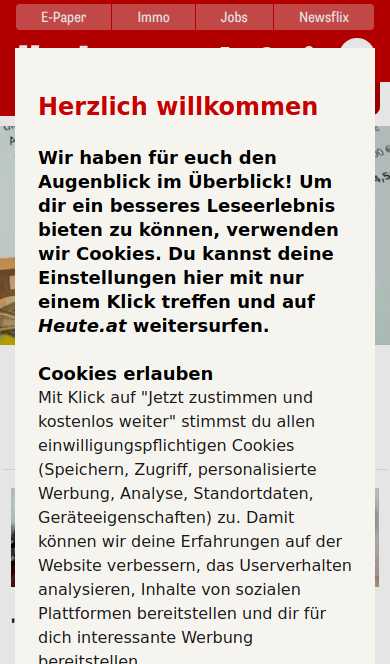 E-Paper
Immo
Jobs
Newsflix
Herzlich willkommen
Wir haben für euch den
Augenblick im Überblick! Um
dir ein besseres Leseerlebnis
bieten zu können, verwenden
wir Cookies. Du kannst deine
Einstellungen hier mit nur
einem Klick treffen und auf
Heute.at weitersurfen.
Cookies erlauben
Mit Klick auf "Jetzt zustimmen und
kostenlos weiter" stimmst du allen
einwilligungspflichtigen Cookies
(Speichern, Zugriff, personalisierte
Werbung, Analyse, Standortdaten,
Geräteeigenschaften) zu. Damit
können wir deine Erfahrungen auf der
Website verbessern, das Userverhalten
analysieren, Inhalte von sozialen
Plattformen bereitstellen und dir für
dich interessante Werbung
bereitstellen